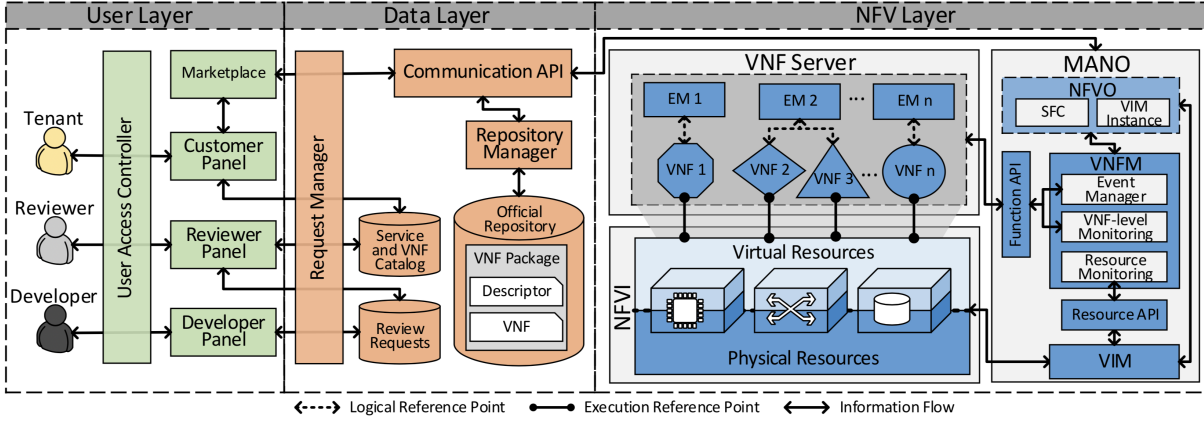 User Layer
Data Layer
NFV Layer
Tenant
Reviewer
Developer
User Access Controller
Marketplace
Customer
Panel
Reviewer
Panel
Developer
Panel
Request Manager
Communication API
Repository
Manager
Service
and VNF
Catalog
Review
Requests
Official
Repository
VNF Package
Descriptor
VNF
VNF Server
EM 1
EM 2
...
EM n
VNF 1
VNF 2
VNF 3
...
VNF n
NFVI
Virtual Resources
Physical Resources
MANO
NFVO
SFC
VIM
Instance
Function API
VNFM
Event
Manager
VNF-level
Monitoring
Resource
Monitoring
Resource API
VIM
Logical Reference Point
Execution Reference Point
Information Flow